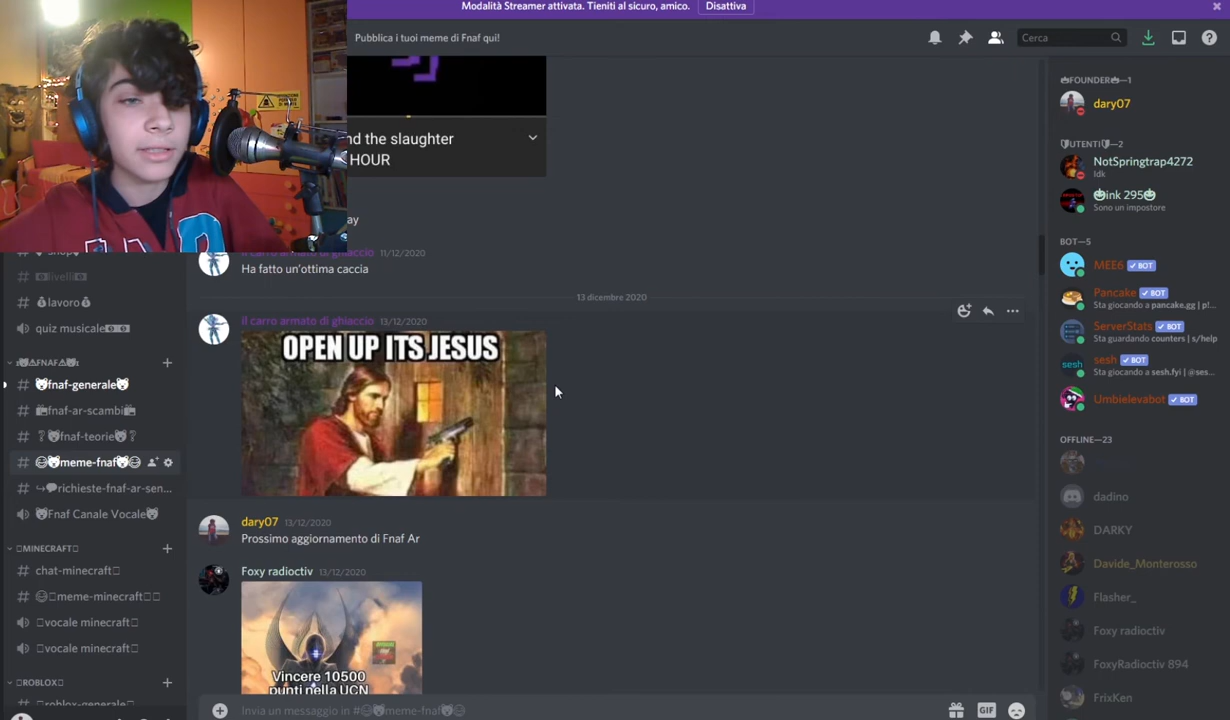 Modalità Streamer attivata. Tieniti al sicuro, amico. Disattiva
Pubblica i tuoi meme di Fnaf qui!
Cerca
nd the slaughter
HOUR
ay
il carro armato di ghiaccio 11/12/2020
Ha fatto un'ottima caccia
13 dicembre 2020
il carro armato di ghiaccio 13/12/2020
OPEN UP ITS JESUS
dary07 13/12/2020
Prossimo aggiornamento di Fnaf Ar
Foxy radioctiv 13/12/2020
Vincere 10500
punti nella UCN
Invia un messaggio in #meme-fnaf
GIF
livelli
lavoro
quiz musicale
FNAF
fnaf-generale
fnaf-ar-scambi
fnaf-teorie
meme-fnaf
richieste-fnaf-ar-sen...
Fnaf Canale Vocale
MINECRAFT
chat-minecraft
meme-minecraft
vocale minecraft
vocale minecraft
ROBLOX
roblox-generale
FOUNDER—1
dary07
UTENTI—2
NotSpringtrap4272
Idk
ink 295
Sono un impostore
BOT—5
MEE6 BOT
Pancake BOT
Sta giocando a pancake.gg | p!...
ServerStats BOT
Sta guardando counters | s/help
sesh BOT
Sta giocando a sesh.fyi | @ses...
Umbielevabot BOT
OFFLINE—23
dadino
DARKY
Davide_Monterosso
Flasher_
Foxy radioctiv
FoxyRadioctiv 894
FrixKen